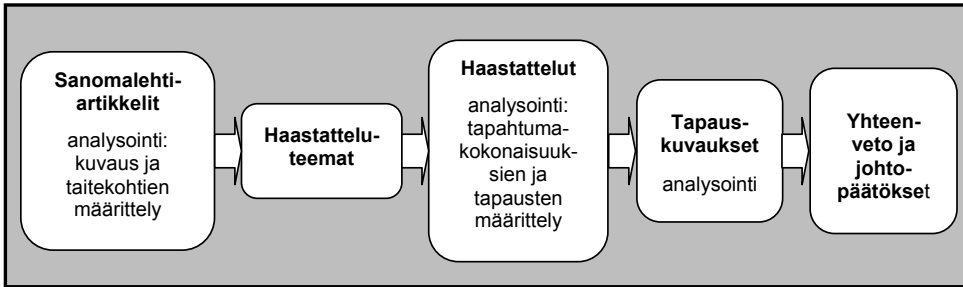 Sanomalehti-
artikkelit
analysointi:
kuvaus ja
taitekohtien
määrittely
Haastattelu-
teemat
Haastattelut
analysointi:
tapahtuma-
kokonaisuuk-
sien ja
tapausten
määrittely
Tapaus-
kuvaukset
analysointi
Yhteen-
veto ja
johto-
päätökset